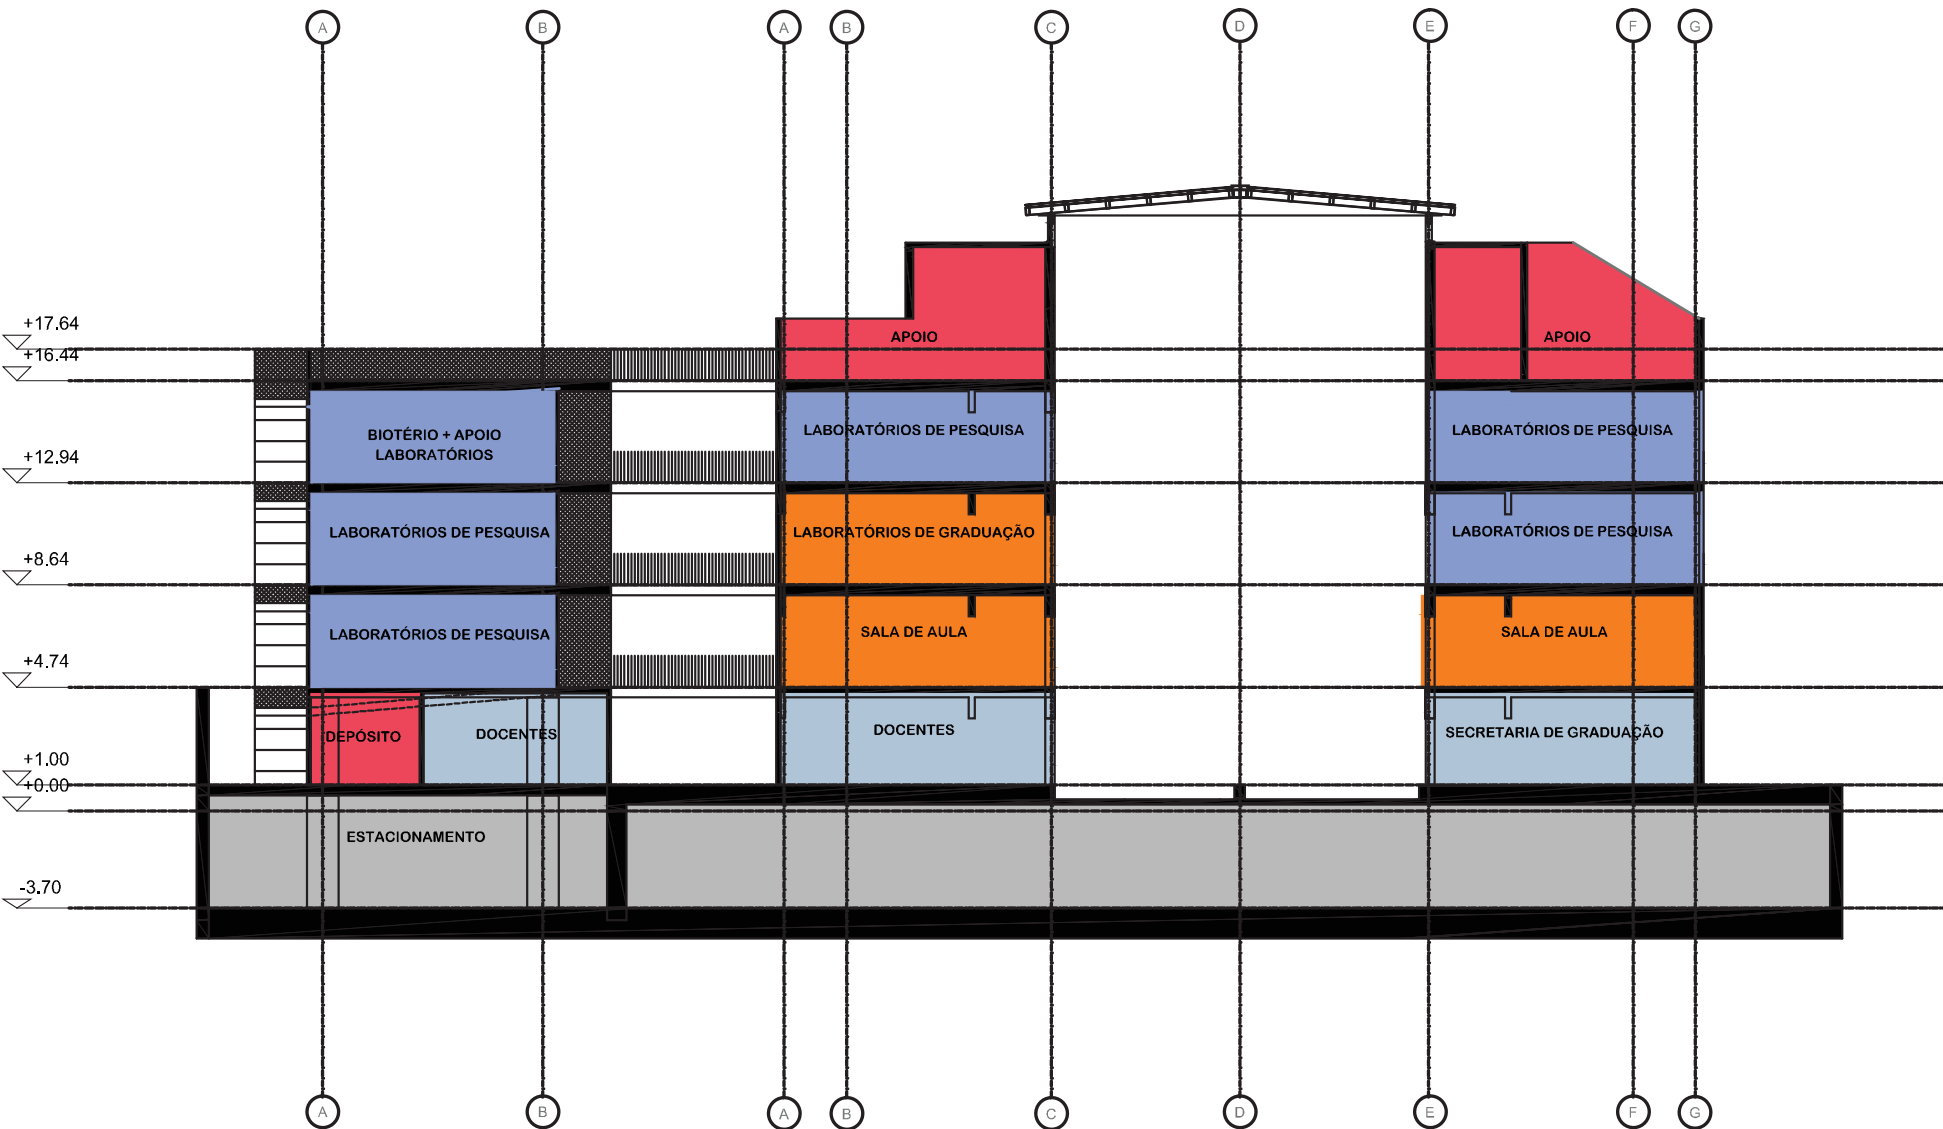 A B A B C D E F G
+17.64
APOIO APOIO
+16.44
BIOTÉRIO + APOIO
LABORATÓRIOS
LABORATÓRIOS DE PESQUISA LABORATÓRIOS DE PESQUISA
+12.94
LABORATÓRIOS DE PESQUISA LABORATÓRIOS DE GRADUAÇÃO LABORATÓRIOS DE PESQUISA
+8.64
LABORATÓRIOS DE PESQUISA SALA DE AULA SALA DE AULA
+4.74
DEPÓSITO DOCENTES DOCENTES SECRETARIA DE GRADUAÇÃO
+1.00
+0.00
ESTACIONAMENTO
-3.70
A B A B C D E F G